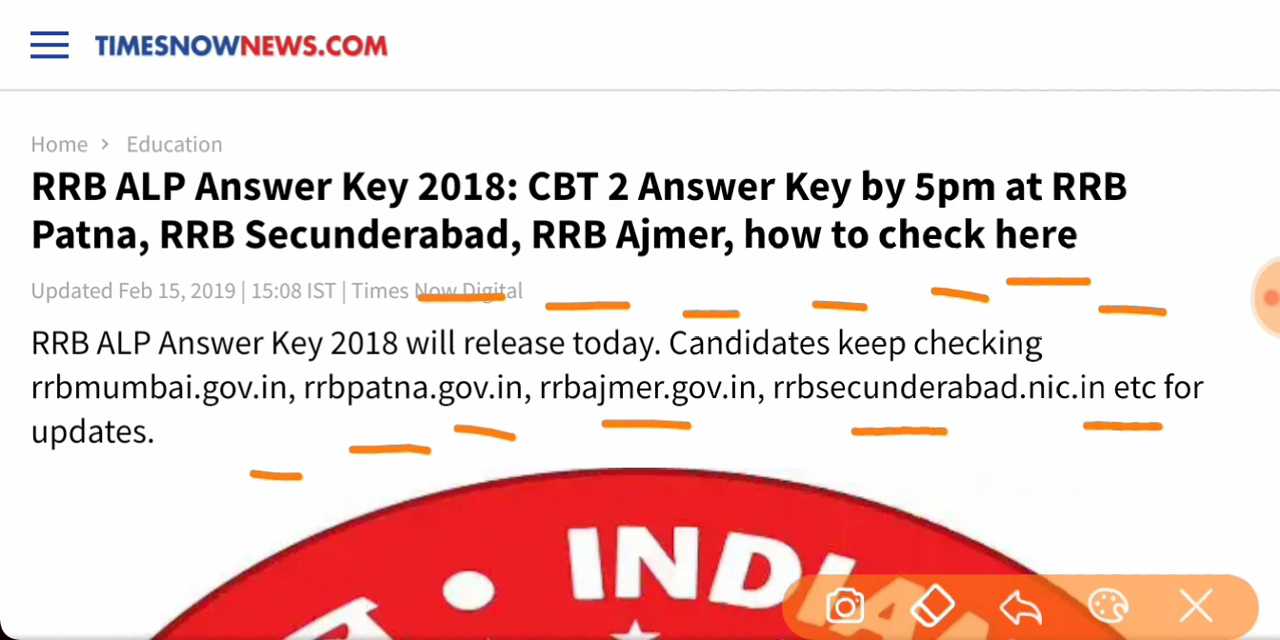 TIMESNOWNEWS.COM
Home > Education
RRB ALP Answer Key 2018: CBT 2 Answer Key by 5pm at RRB
Patna, RRB Secunderabad, RRB Ajmer, how to check here
Updated Feb 15, 2019 | 15:08 IST | Times Now Digital
RRB ALP Answer Key 2018 will release today. Candidates keep checking
rrbmumbai.gov.in, rrbpatna.gov.in, rrbajmer.gov.in, rrbsecunderabad.nic.in etc for
updates.
INDIAN